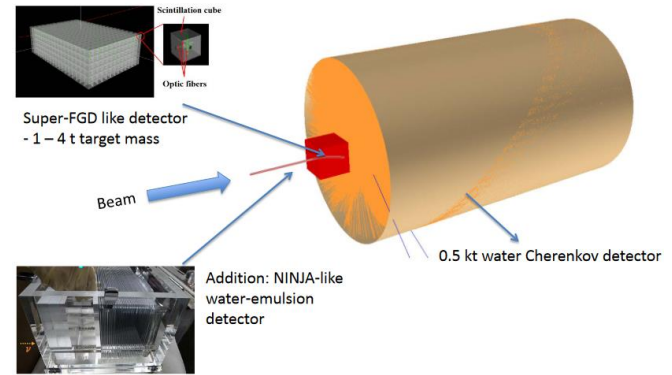 Scintillation cube
Optic fibers
Super-FGD like detector
- 1 – 4 t target mass
Beam
0.5 kt water Cherenkov detector
Addition: NINJA-like
water-emulsion
detector
ν